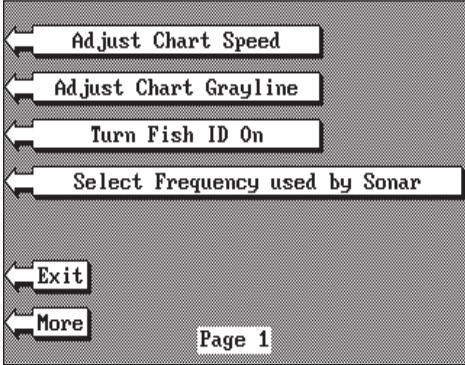 Adjust Chart Speed
Adjust Chart Grayline
Turn Fish ID On
Select Frequency used by Sonar
Exit
More
Page 1